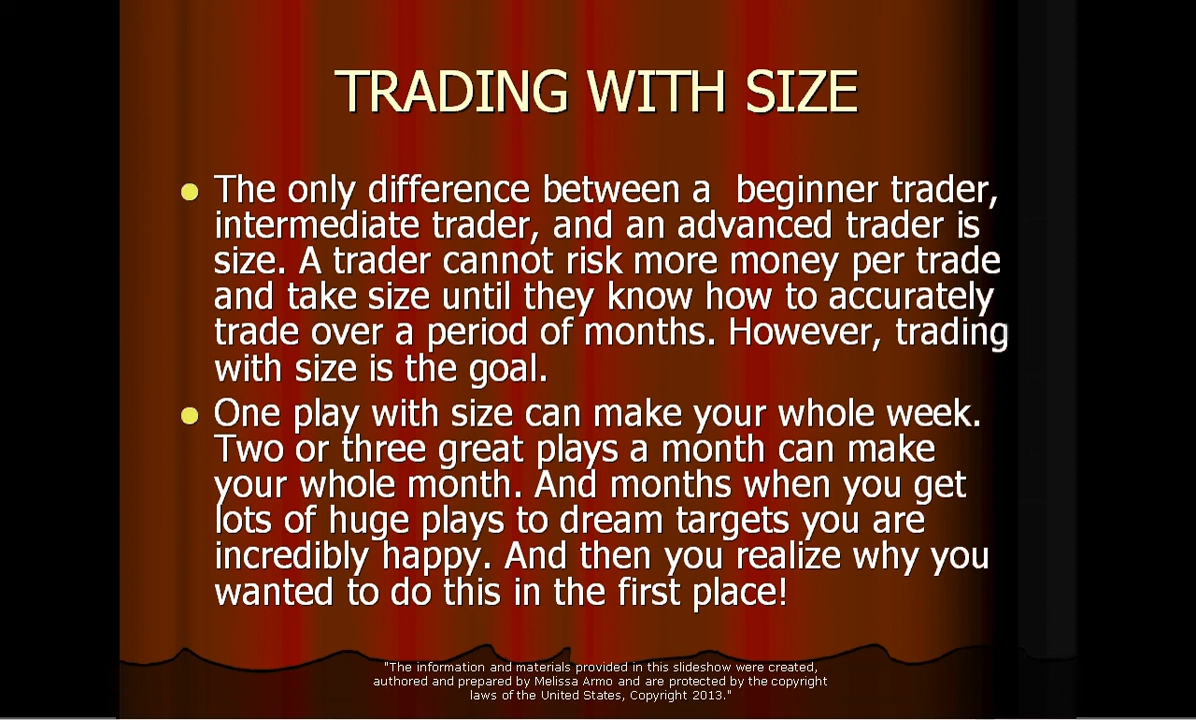 TRADING WITH SIZE
The only difference between a  beginner trader,
intermediate trader, and an advanced trader is
size. A trader cannot risk more money per trade
and take size until they know how to accurately
trade over a period of months. However, trading
with size is the goal.
One play with size can make your whole week.
Two or three great plays a month can make
your whole month. And months when you get
lots of huge plays to dream targets you are
incredibly happy. And then you realize why you
wanted to do this in the first place!
"The information and materials provided in this slideshow were created,
authored and prepared by Melissa Armo and are protected by the copyright
laws of the United States, Copyright 2013."